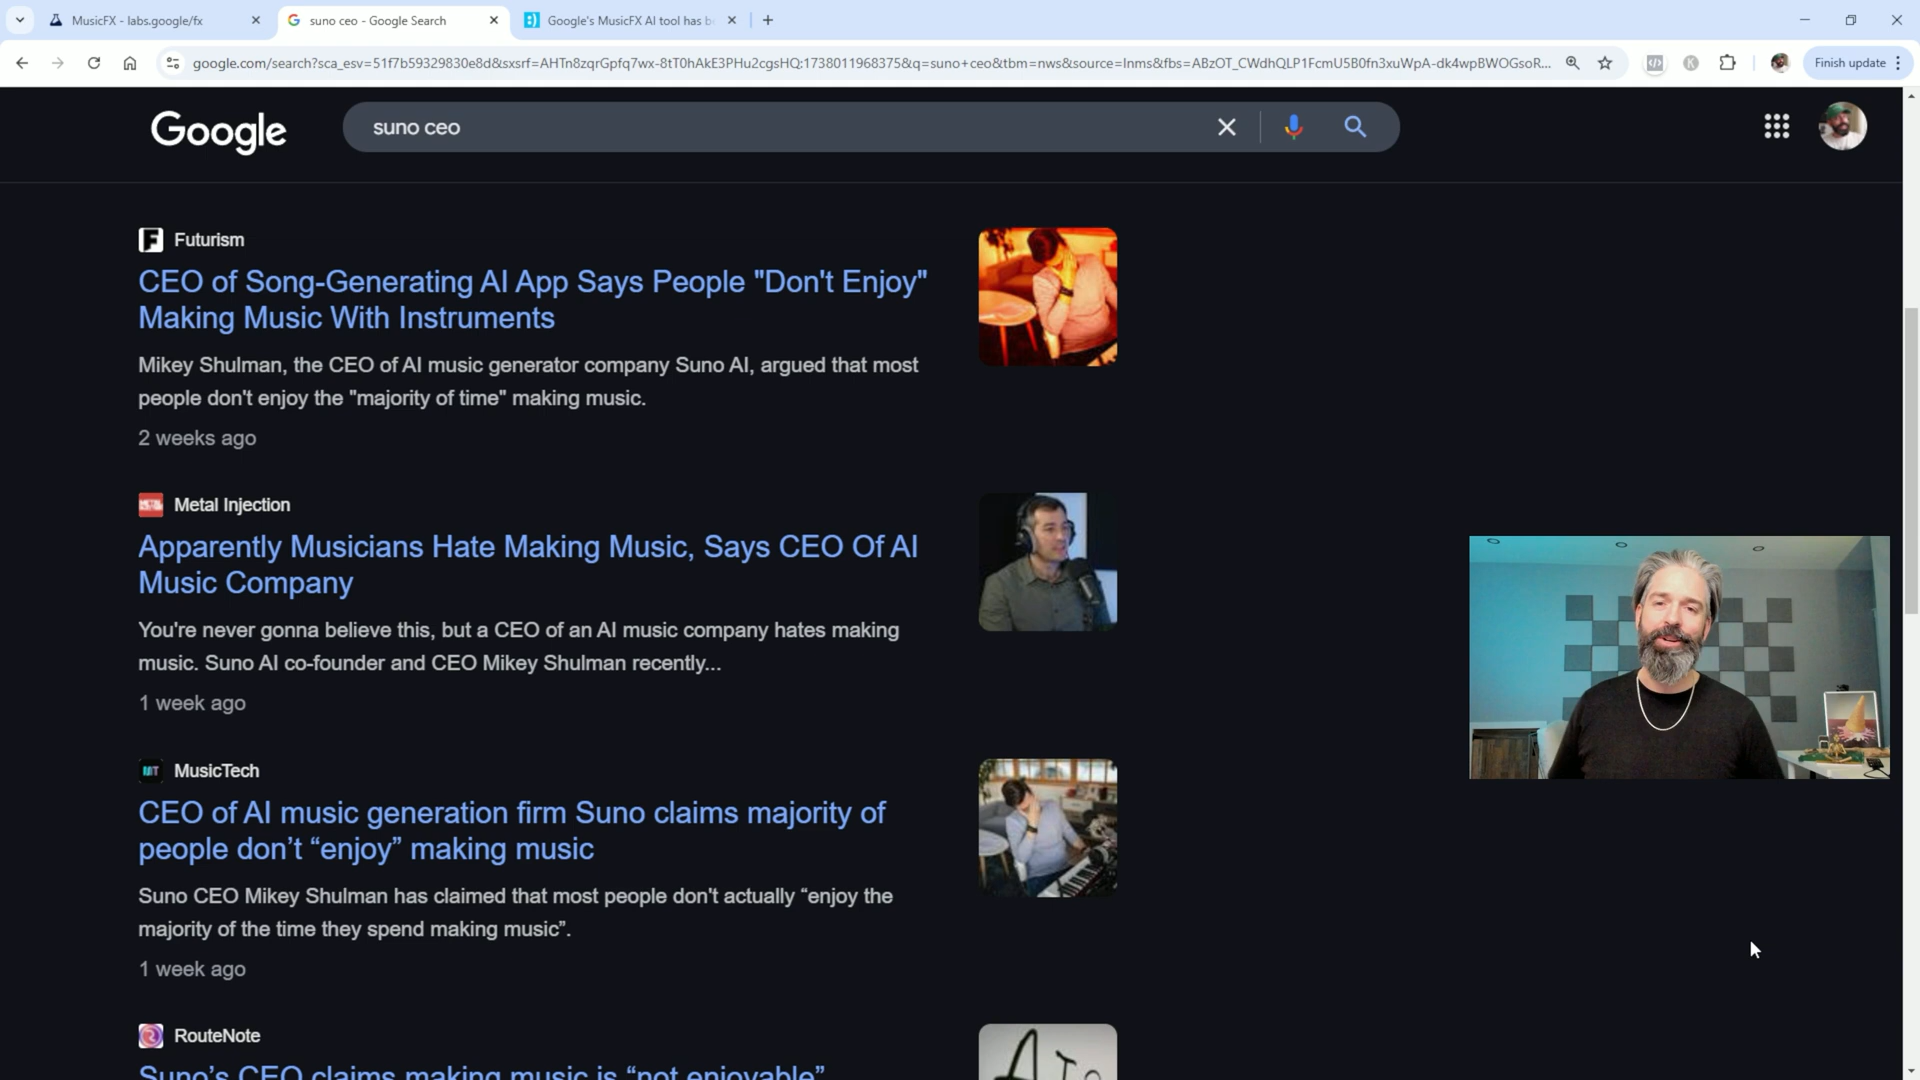 MusicFX - labs.google/fx
suno ceo - Google Search
Google's MusicFX AI tool has b
google.com/search?sca_esv=51f7b59329830e8d&sxsrf=AHTn8zqrGpfq7wx-8tT0hAkE3PHu2cgsHQ:1738011968375&q=suno+ceo&tbm=nws&source=lnms&fbs=ABzOT_CWdhQLP1FcmU5B0fn3xuWpA-dk4wpBWOGsoR...
Finish update
Google
suno ceo
Futurism
CEO of Song-Generating AI App Says People "Don't Enjoy"
Making Music With Instruments
Mikey Shulman, the CEO of AI music generator company Suno AI, argued that most
people don't enjoy the "majority of time" making music.
2 weeks ago
Metal Injection
Apparently Musicians Hate Making Music, Says CEO Of AI
Music Company
You're never gonna believe this, but a CEO of an AI music company hates making
music. Suno AI co-founder and CEO Mikey Shulman recently...
1 week ago
MusicTech
CEO of AI music generation firm Suno claims majority of
people don’t “enjoy” making music
Suno CEO Mikey Shulman has claimed that most people don't actually “enjoy the
majority of the time they spend making music”.
1 week ago
RouteNote
Suno’s CEO claims making music is “not enjoyable”